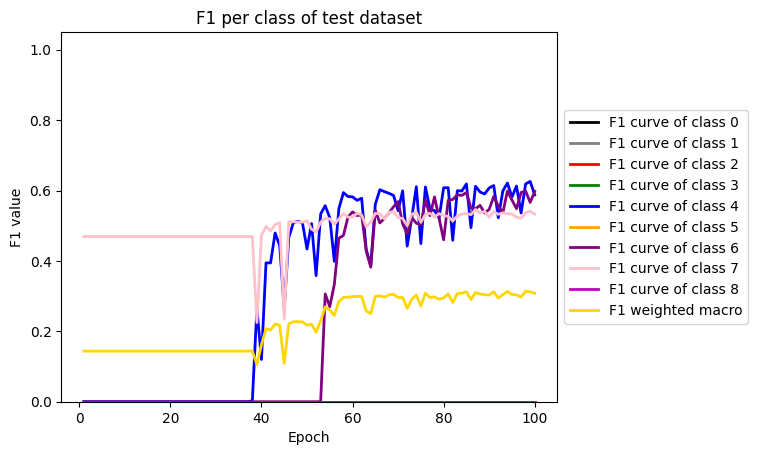 F1 per class of test dataset
1.0
0.8
0.6
0.4
0.2
0.0
F1 value
0
20
40
60
80
100
Epoch
F1 curve of class 0
F1 curve of class 1
F1 curve of class 2
F1 curve of class 3
F1 curve of class 4
F1 curve of class 5
F1 curve of class 6
F1 curve of class 7
F1 curve of class 8
F1 weighted macro